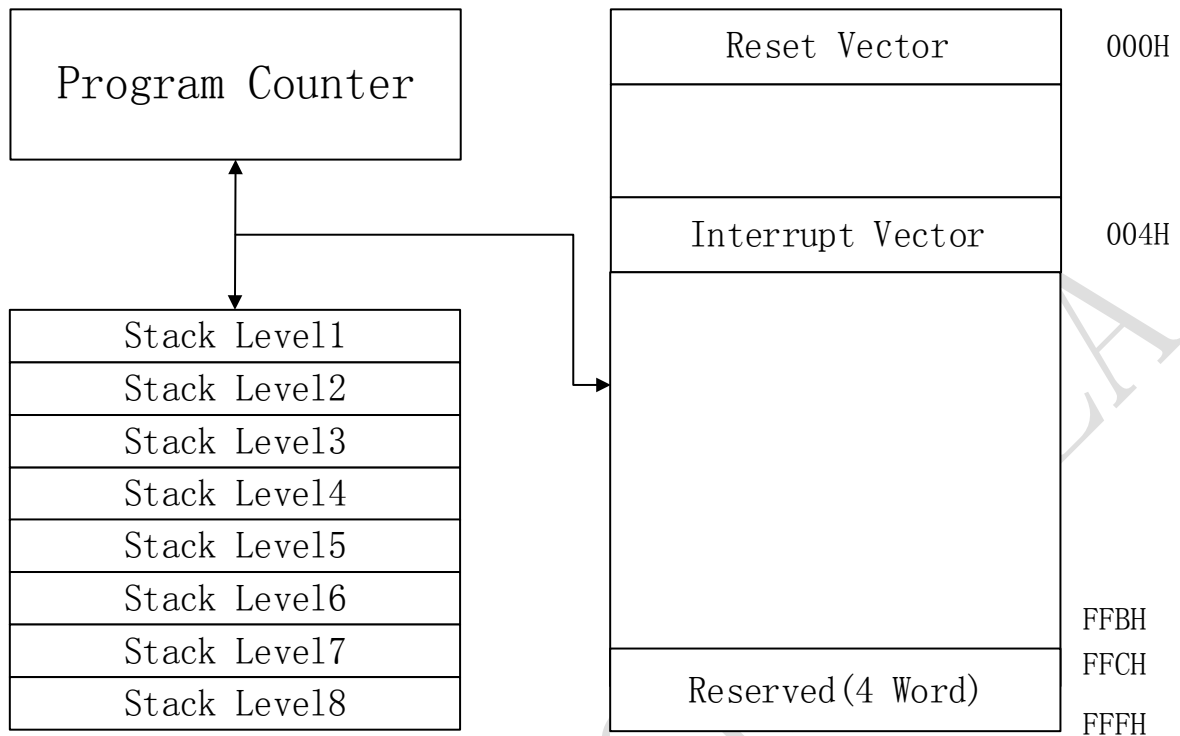 Program Counter
Stack Level1
Stack Level2
Stack Level3
Stack Level4
Stack Level5
Stack Level6
Stack Level7
Stack Level8
Reset Vector
000H
Interrupt Vector
004H
FFBH
FFCH
Reserved(4 Word)
FFFH